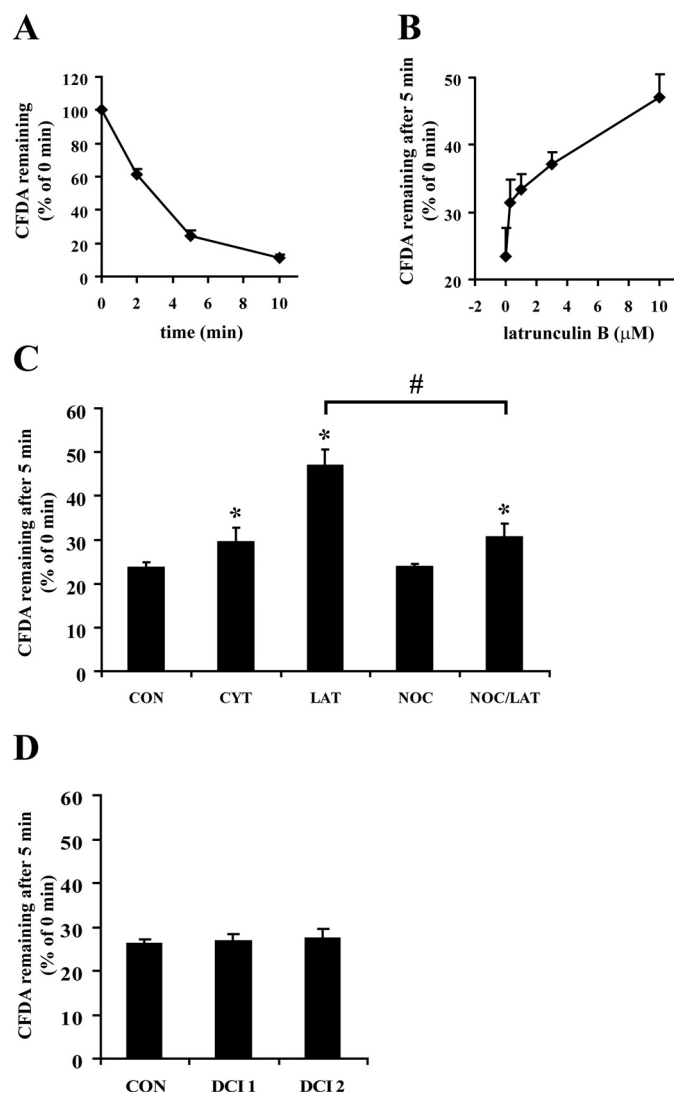 A
CFDA remaining
(% of 0 min)
120
100
80
60
40
20
0
0 2 4 6 8 10
time (min)
B
CFDA remaining after 5 min
(% of 0 min)
50
40
30
20
-2 0 2 4 6 8 10
latrunculin B (μM)
C
CFDA remaining after 5 min
(% of 0 min)
60
50
40
30
20
10
0
#
*
*
*
CON CYT LAT NOC NOC/LAT
D
CFDA remaining after 5 min
(% of 0 min)
60
50
40
30
20
10
0
CON DCI 1 DCI 2